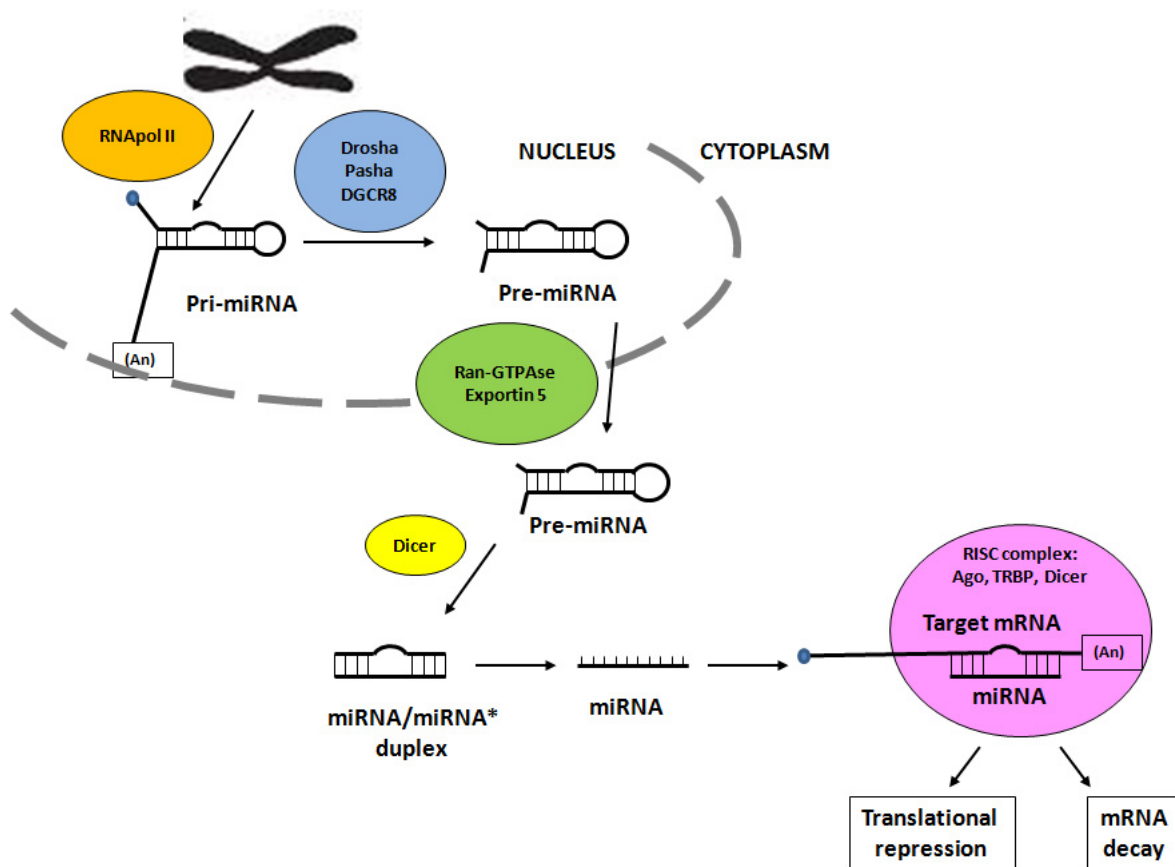 RNApol II
Drosha
Pasha
DGCR8
NUCLEUS
CYTOPLASM
Pri-miRNA
Pre-miRNA
(An)
Ran-GTPAse
Exportin 5
Pre-miRNA
Dicer
RISC complex:
Ago, TRBP, Dicer
Target mRNA
(An)
miRNA
miRNA/miRNA*
duplex
miRNA
Translational
repression
mRNA
decay